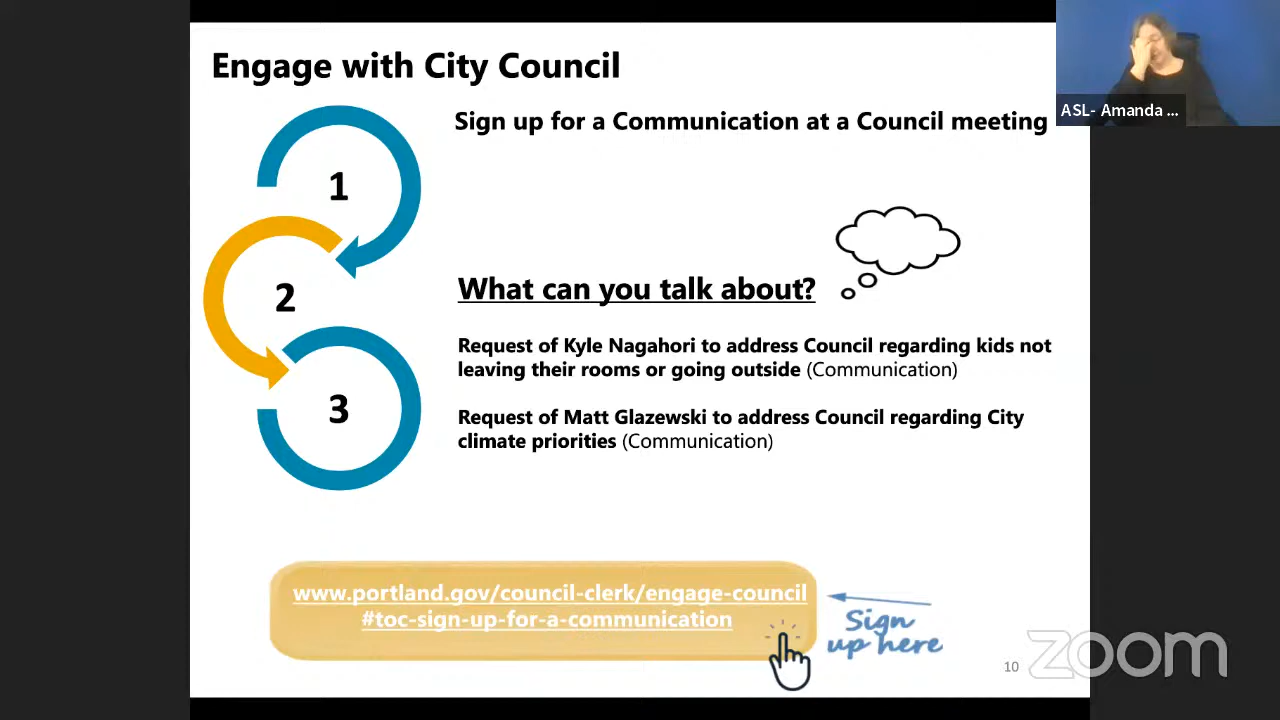 Engage with City Council
ASL- Amanda ...
Sign up for a Communication at a Council meeting
1
2
3
What can you talk about?
Request of Kyle Nagahori to address Council regarding kids not
leaving their rooms or going outside (Communication)
Request of Matt Glazewski to address Council regarding City
climate priorities (Communication)
www.portland.gov/council-clerk/engage-council
#toc-sign-up-for-a-communication
Sign
up here
10
zoom